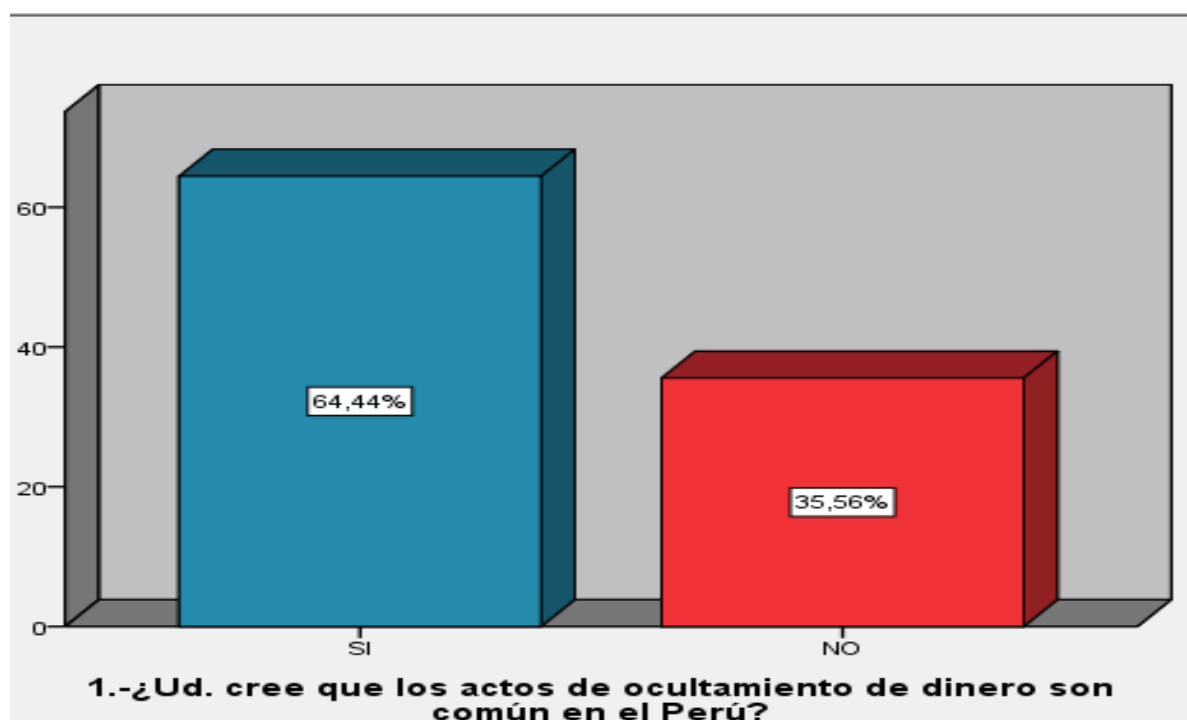 60
64,44%
40
35,56%
20
0
SI NO
1.-¿Ud. cree que los actos de ocultamiento de dinero son
común en el Perú?